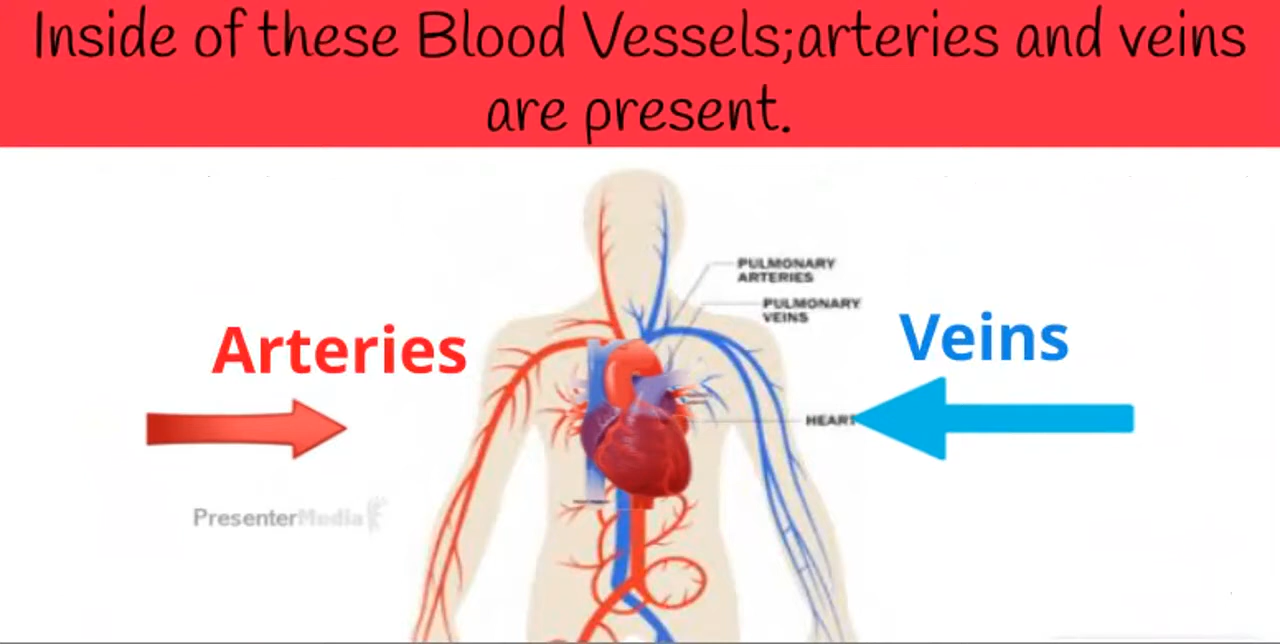 Inside of these Blood Vessels;arteries and veins
are present.
PULMONARY
ARTERIES
PULMONARY
VEINS
Arteries
Veins
HEART
PresenterMedia